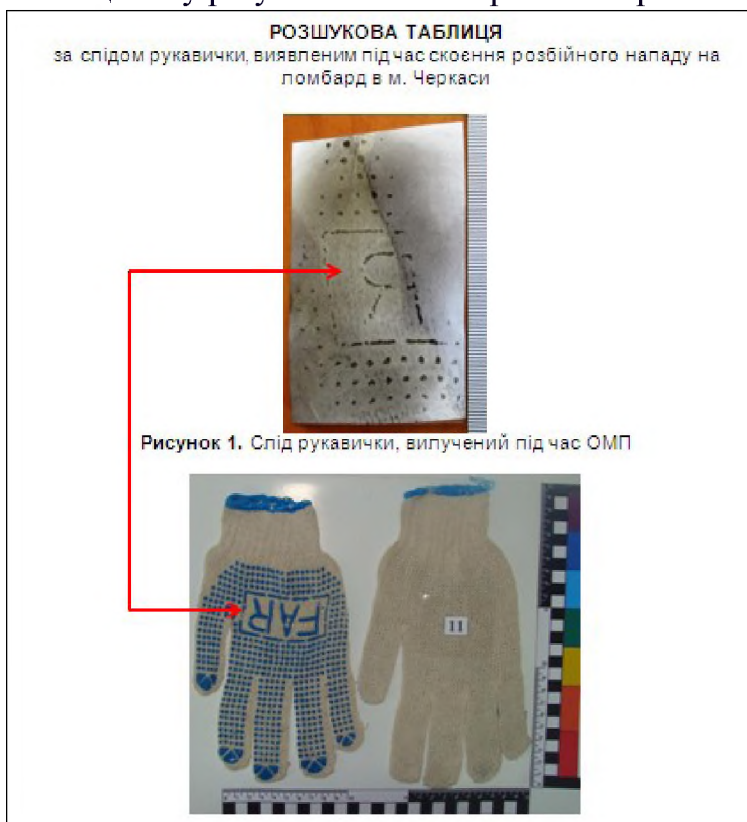 РОЗШУКОВА ТАБЛИЦЯ
за слідом рукавички, виявленим під час скоєння розбійного нападу на
ломбард в м. Черкаси
Рисунок 1. Слід рукавички, вилучений під час ОМП
FAR
11